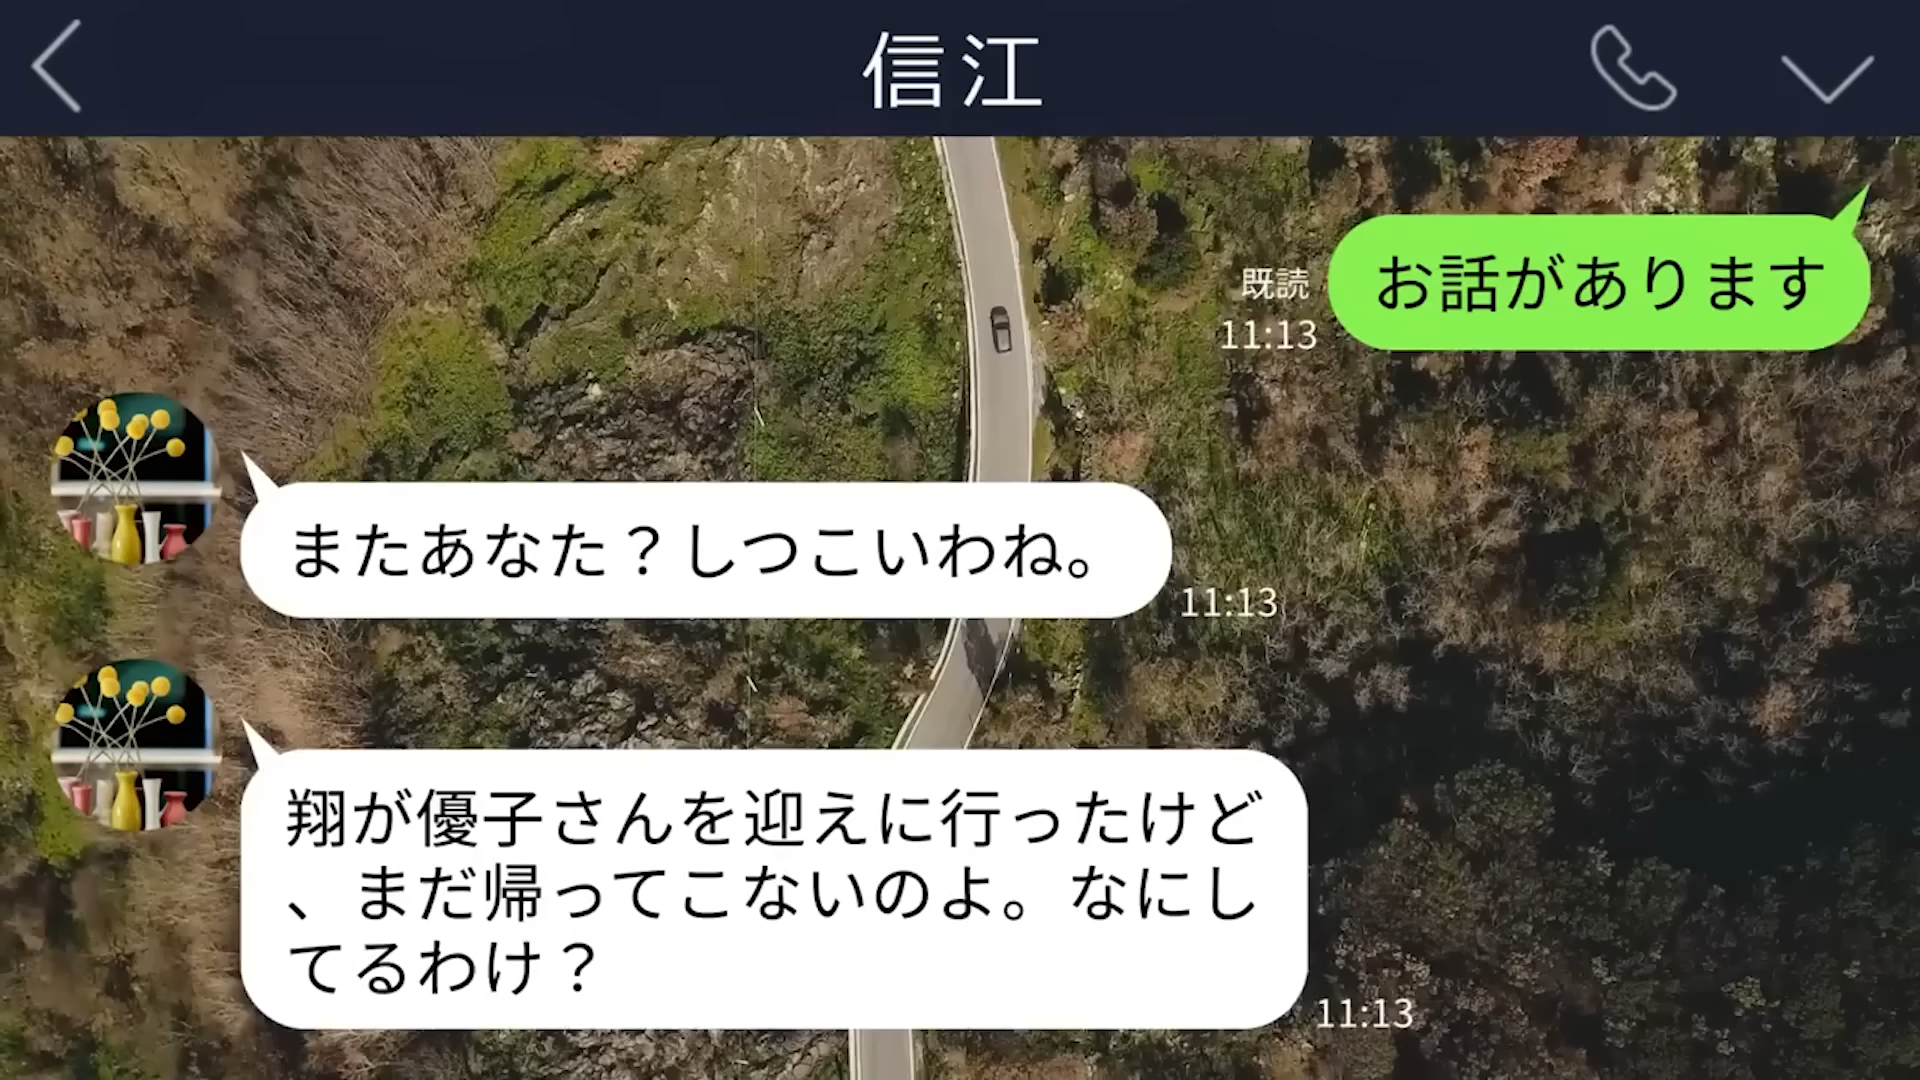 信江
お話があります
既読
11:13
またあなた？しつこいわね。
11:13
翔が優子さんを迎えに行ったけど
、まだ帰ってこないのよ。なにし
てるわけ？
11:13